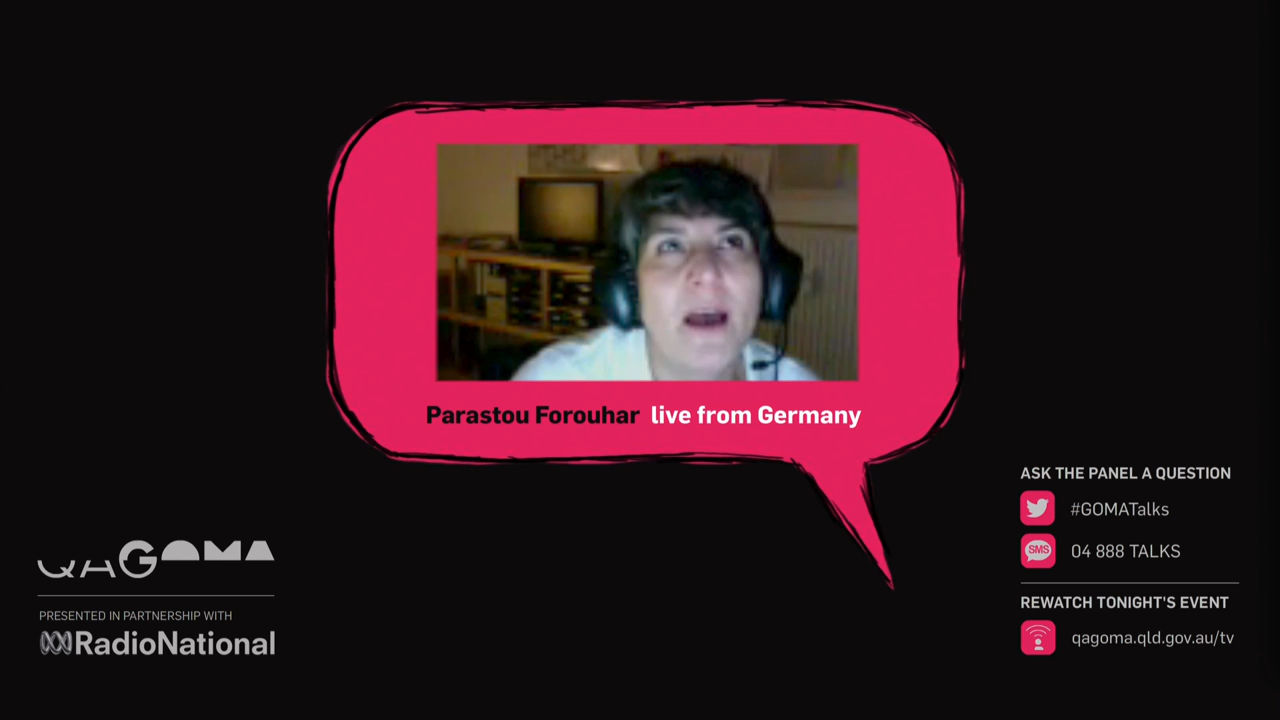 Parastou Forouhar live from Germany
ASK THE PANEL A QUESTION
#GOMATalks
SMS
04 888 TALKS
REWATCH TONIGHT'S EVENT
qagoma.qld.gov.au/tv
QAGOMA
PRESENTED IN PARTNERSHIP WITH
RadioNational